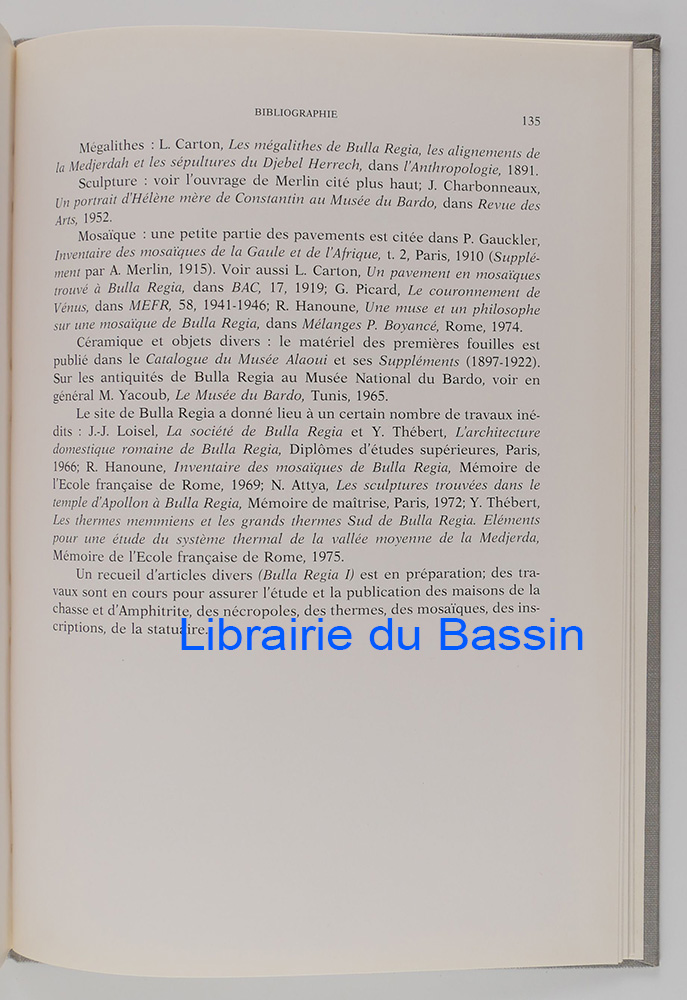 BIBLIOGRAPHIE
135
Mégalithes : L. Carton, Les mégalithes de Bulla Regia, les alignements de
la Medjerdah et les sépultures du Djebel Herrech, dans l'Anthropologie, 1891.
Sculpture : voir l'ouvrage de Merlin cité plus haut; J. Charbonneaux,
Un portrait d'Hélène mère de Constantin au Musée du Bardo, dans Revue des
Arts, 1952.
Mosaïque : une petite partie des pavements est citée dans P. Gauckler,
Inventaire des mosaïques de la Gaule et de l'Afrique, t. 2, Paris, 1910 (Supplé-
ment par A. Merlin, 1915). Voir aussi L. Carton, Un pavement en mosaïques
trouvé à Bulla Regia, dans BAC, 17, 1919; G. Picard, Le couronnement de
Vénus, dans MEFR, 58, 1941-1946; R. Hanoune, Une muse et un philosophe
sur une mosaïque de Bulla Regia, dans Mélanges P. Boyancé, Rome, 1974.
Céramique et objets divers : le matériel des premières fouilles est
publié dans le Catalogue du Musée Alaoui et ses Suppléments (1897-1922).
Sur les antiquités de Bulla Regia au Musée National du Bardo, voir en
général M. Yacoub, Le Musée du Bardo, Tunis, 1965.
Le site de Bulla Regia a donné lieu à un certain nombre de travaux iné-
dits : J.-J. Loisel, La société de Bulla Regia et Y. Thébert, L'architecture
domestique romaine de Bulla Regia, Diplômes d'études supérieures, Paris,
1966; R. Hanoune, Inventaire des mosaïques de Bulla Regia, Mémoire de
l'Ecole française de Rome, 1969; N. Attya, Les sculptures trouvées dans le
temple d'Apollon à Bulla Regia, Mémoire de maîtrise, Paris, 1972; Y. Thébert,
Les thermes memmiens et les grands thermes Sud de Bulla Regia. Eléments
pour une étude du système thermal de la vallée moyenne de la Medjerda,
Mémoire de l'Ecole française de Rome, 1975.
Un recueil d'articles divers (Bulla Regia I) est en préparation; des tra-
vaux sont en cours pour assurer l'étude et la publication des maisons de la
chasse et d'Amphitrite, des nécropoles, des thermes, des mosaïques, des ins-
criptions, de la statuaire.
Librairie du Bassin